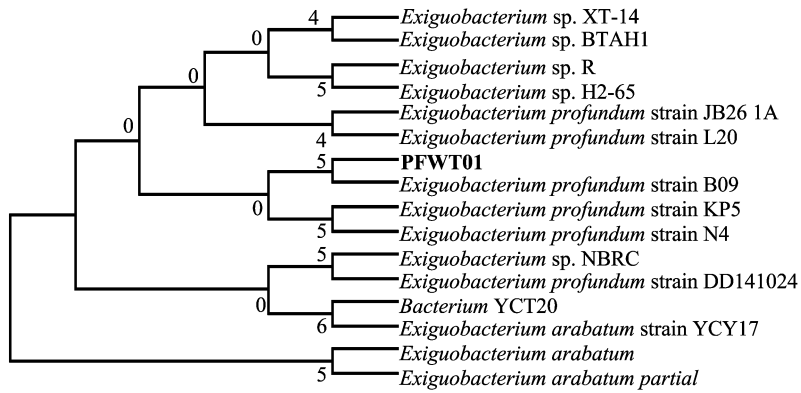 4
Exiguobacterium sp. XT-14
0
Exiguobacterium sp. BTAH1
0
Exiguobacterium sp. R
5
Exiguobacterium sp. H2-65
Exiguobacterium profundum strain JB26 1A
0
4
Exiguobacterium profundum strain L20
5
PFWT01
Exiguobacterium profundum strain B09
0
Exiguobacterium profundum strain KP5
5
Exiguobacterium profundum strain N4
5
Exiguobacterium sp. NBRC
Exiguobacterium profundum strain DD141024
0
Bacterium YCT20
6
Exiguobacterium arabatum strain YCY17
Exiguobacterium arabatum
5
Exiguobacterium arabatum partial